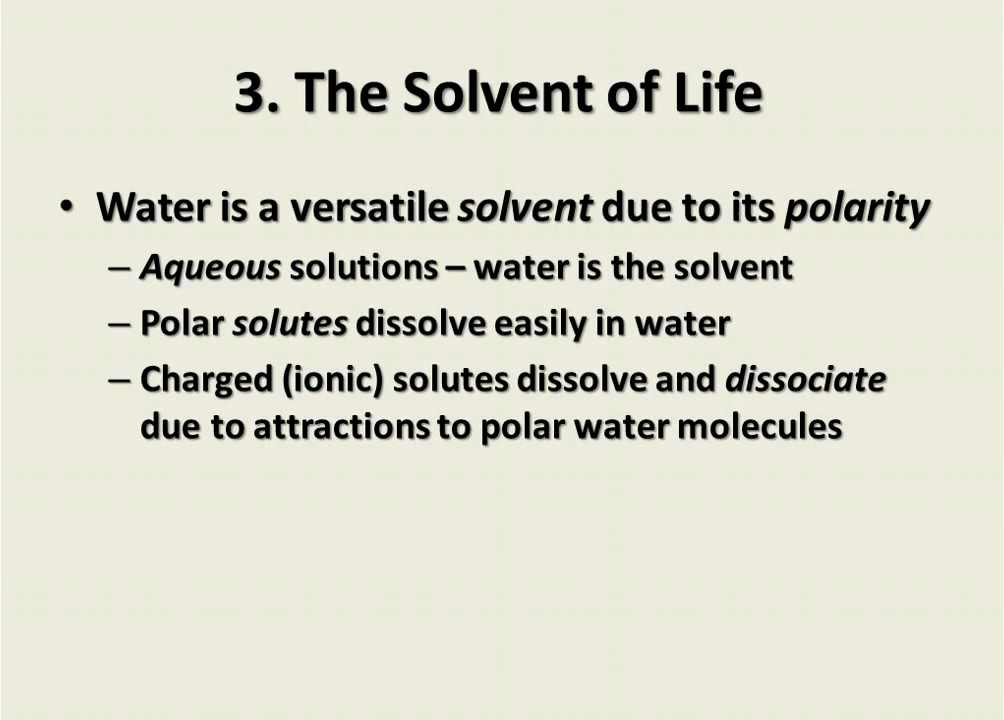 3. The Solvent of Life
• Water is a versatile solvent due to its polarity
– Aqueous solutions – water is the solvent
– Polar solutes dissolve easily in water
– Charged (ionic) solutes dissolve and dissociate
due to attractions to polar water molecules